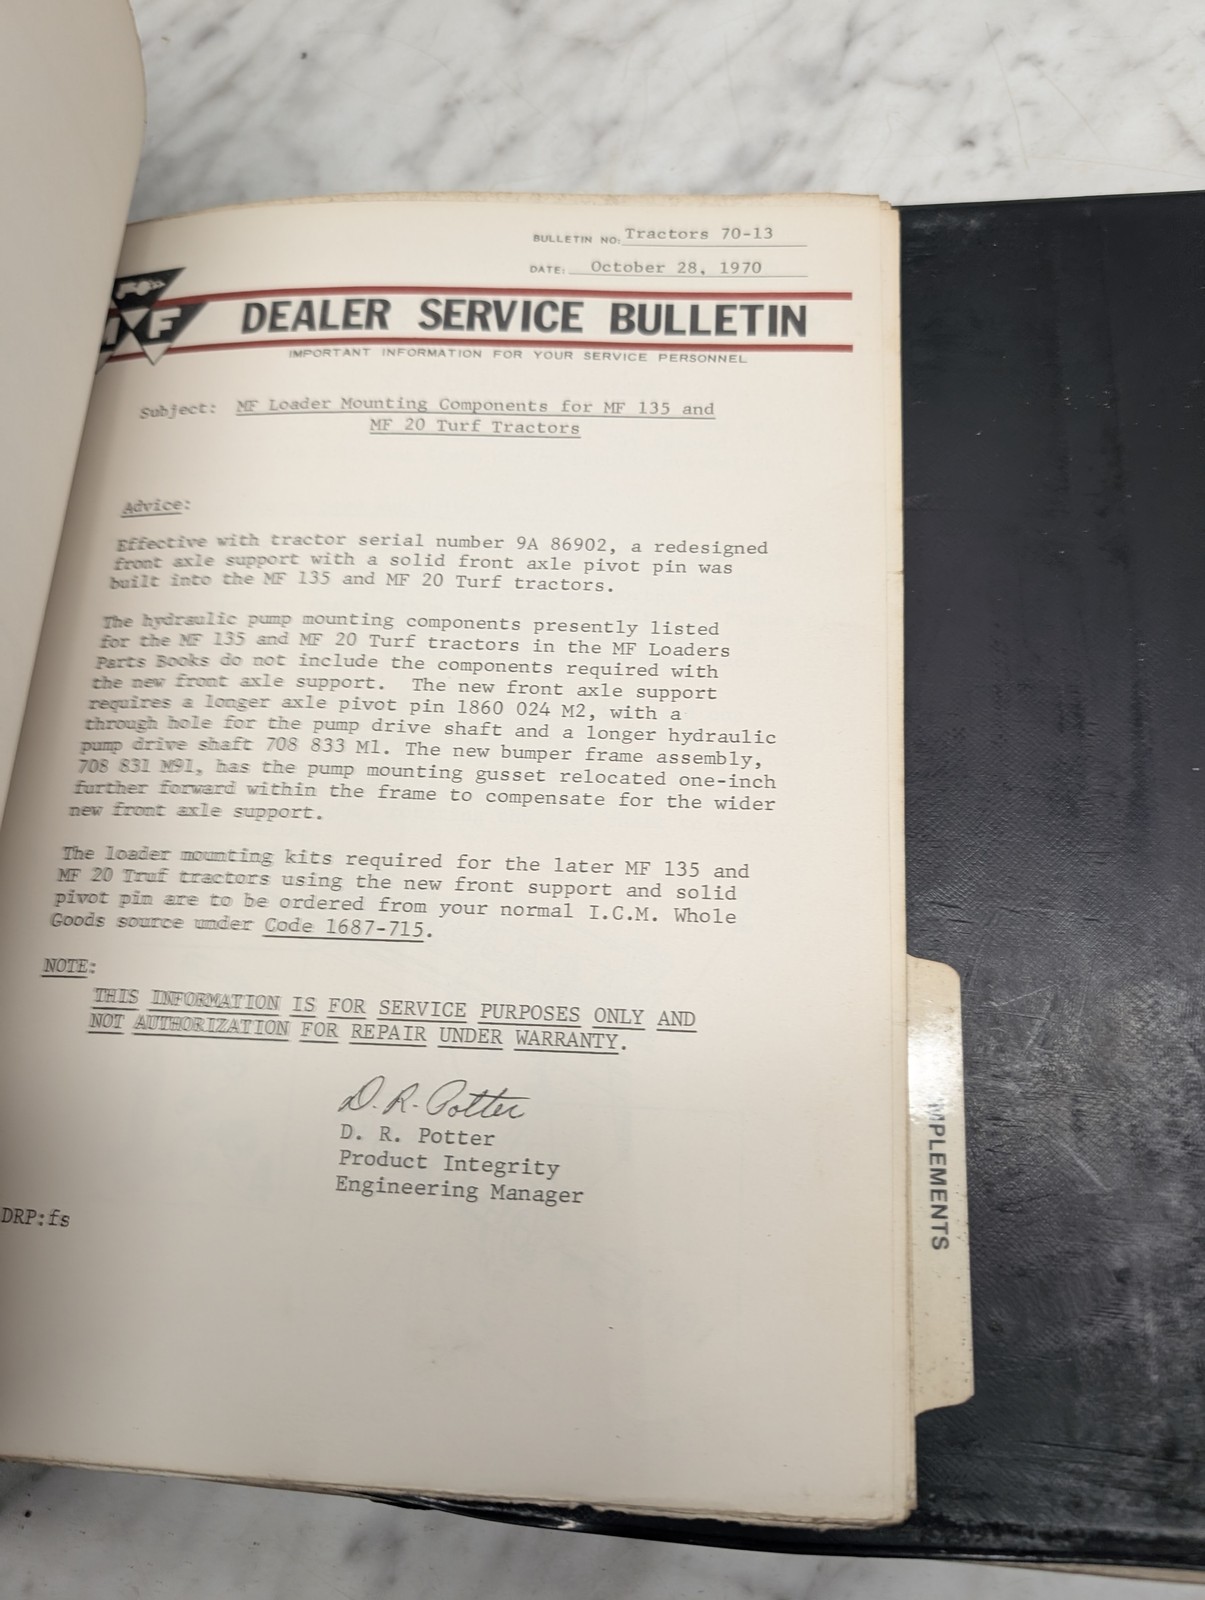 BULLETIN NO: Tractors 70-13
DATE: October 28, 1970
MF
DEALER SERVICE BULLETIN
IMPORTANT INFORMATION FOR YOUR SERVICE PERSONNEL
Subject: MF Loader Mounting Components for MF 135 and
MF 20 Turf Tractors
Advice:
Effective with tractor serial number 9A 86902, a redesigned
front axle support with a solid front axle pivot pin was
built into the MF 135 and MF 20 Turf tractors.
The hydraulic pump mounting components presently listed
for the MF 135 and MF 20 Turf tractors in the MF Loaders
Parts Books do not include the components required with
the new front axle support. The new front axle support
requires a longer axle pivot pin 1860 024 M2, with a
through hole for the pump drive shaft and a longer hydraulic
pump drive shaft 708 833 M1. The new bumper frame assembly,
708 831 M91, has the pump mounting gusset relocated one-inch
further forward within the frame to compensate for the wider
new front axle support.
The loader mounting kits required for the later MF 135 and
MF 20 Truf tractors using the new front support and solid
pivot pin are to be ordered from your normal I.C.M. Whole
Goods source under Code 1687-715.
NOTE:
THIS INFORMATION IS FOR SERVICE PURPOSES ONLY AND
NOT AUTHORIZATION FOR REPAIR UNDER WARRANTY.
D. R. Potter
D. R. Potter
Product Integrity
Engineering Manager
DRP:fs
IMPLEMENTS